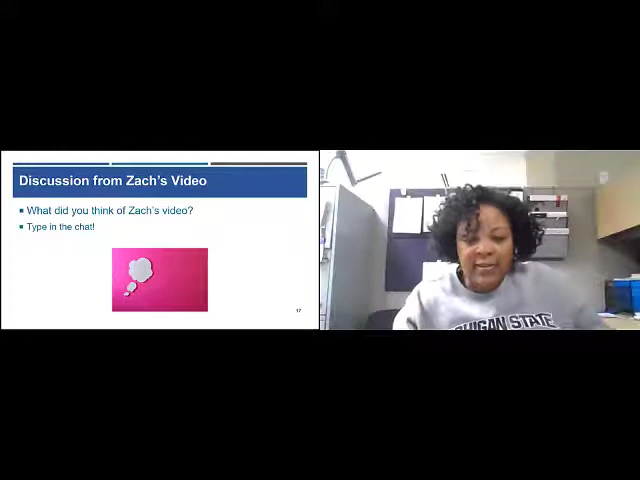 Discussion from Zach's Video
What did you think of Zach's video?
Type in the chat!
17
MICHIGAN STATE